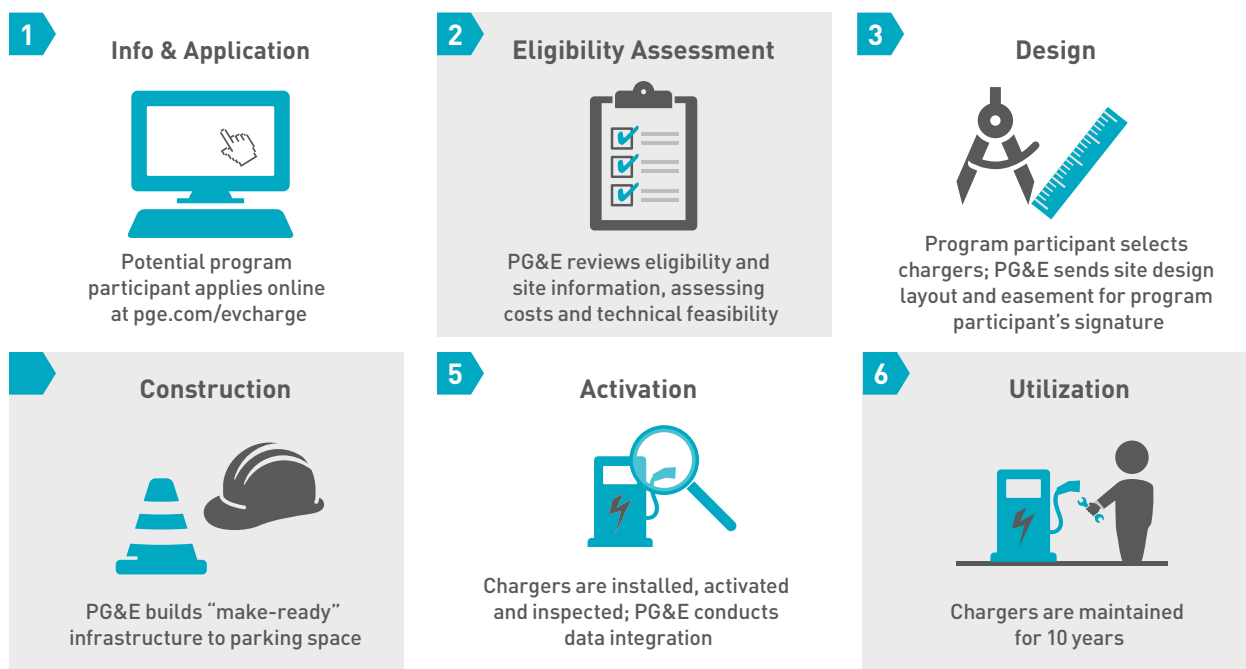 1
Info & Application
Potential program
participant applies online
at pge.com/evcharge
2
Eligibility Assessment
PG&E reviews eligibility and
site information, assessing
costs and technical feasibility
3
Design
Program participant selects
chargers; PG&E sends site design
layout and easement for program
participant’s signature
Construction
PG&E builds “make-ready”
infrastructure to parking space
5
Activation
Chargers are installed, activated
and inspected; PG&E conducts
data integration
6
Utilization
Chargers are maintained
for 10 years